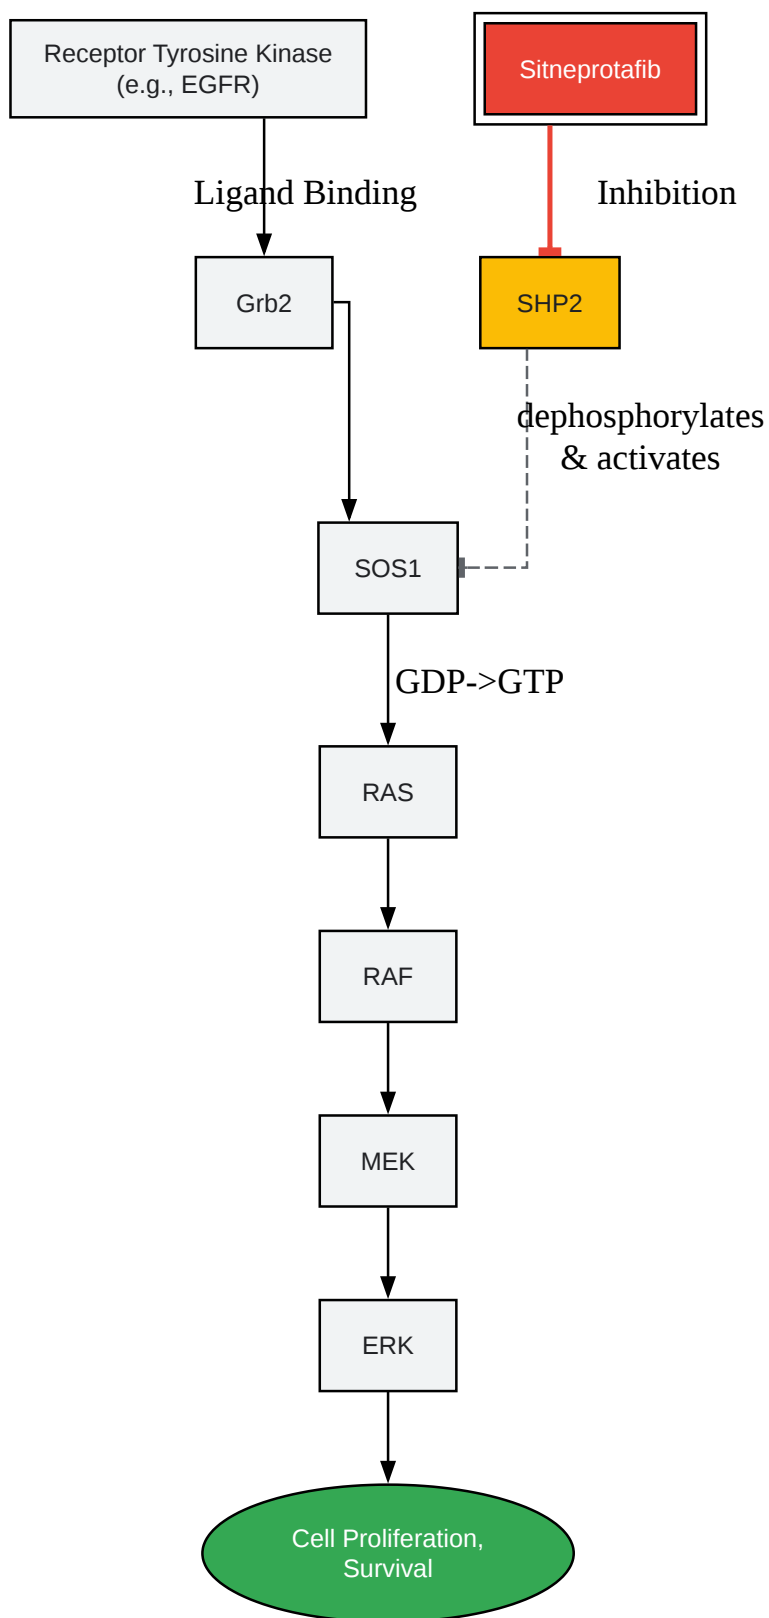 Receptor Tyrosine Kinase
(e.g., EGFR)
Sitneprotafib
Ligand Binding
Inhibition
Grb2
SHP2
dephosphorylates
& activates
SOS1
GDP->GTP
RAS
RAF
MEK
ERK
Cell Proliferation,
Survival